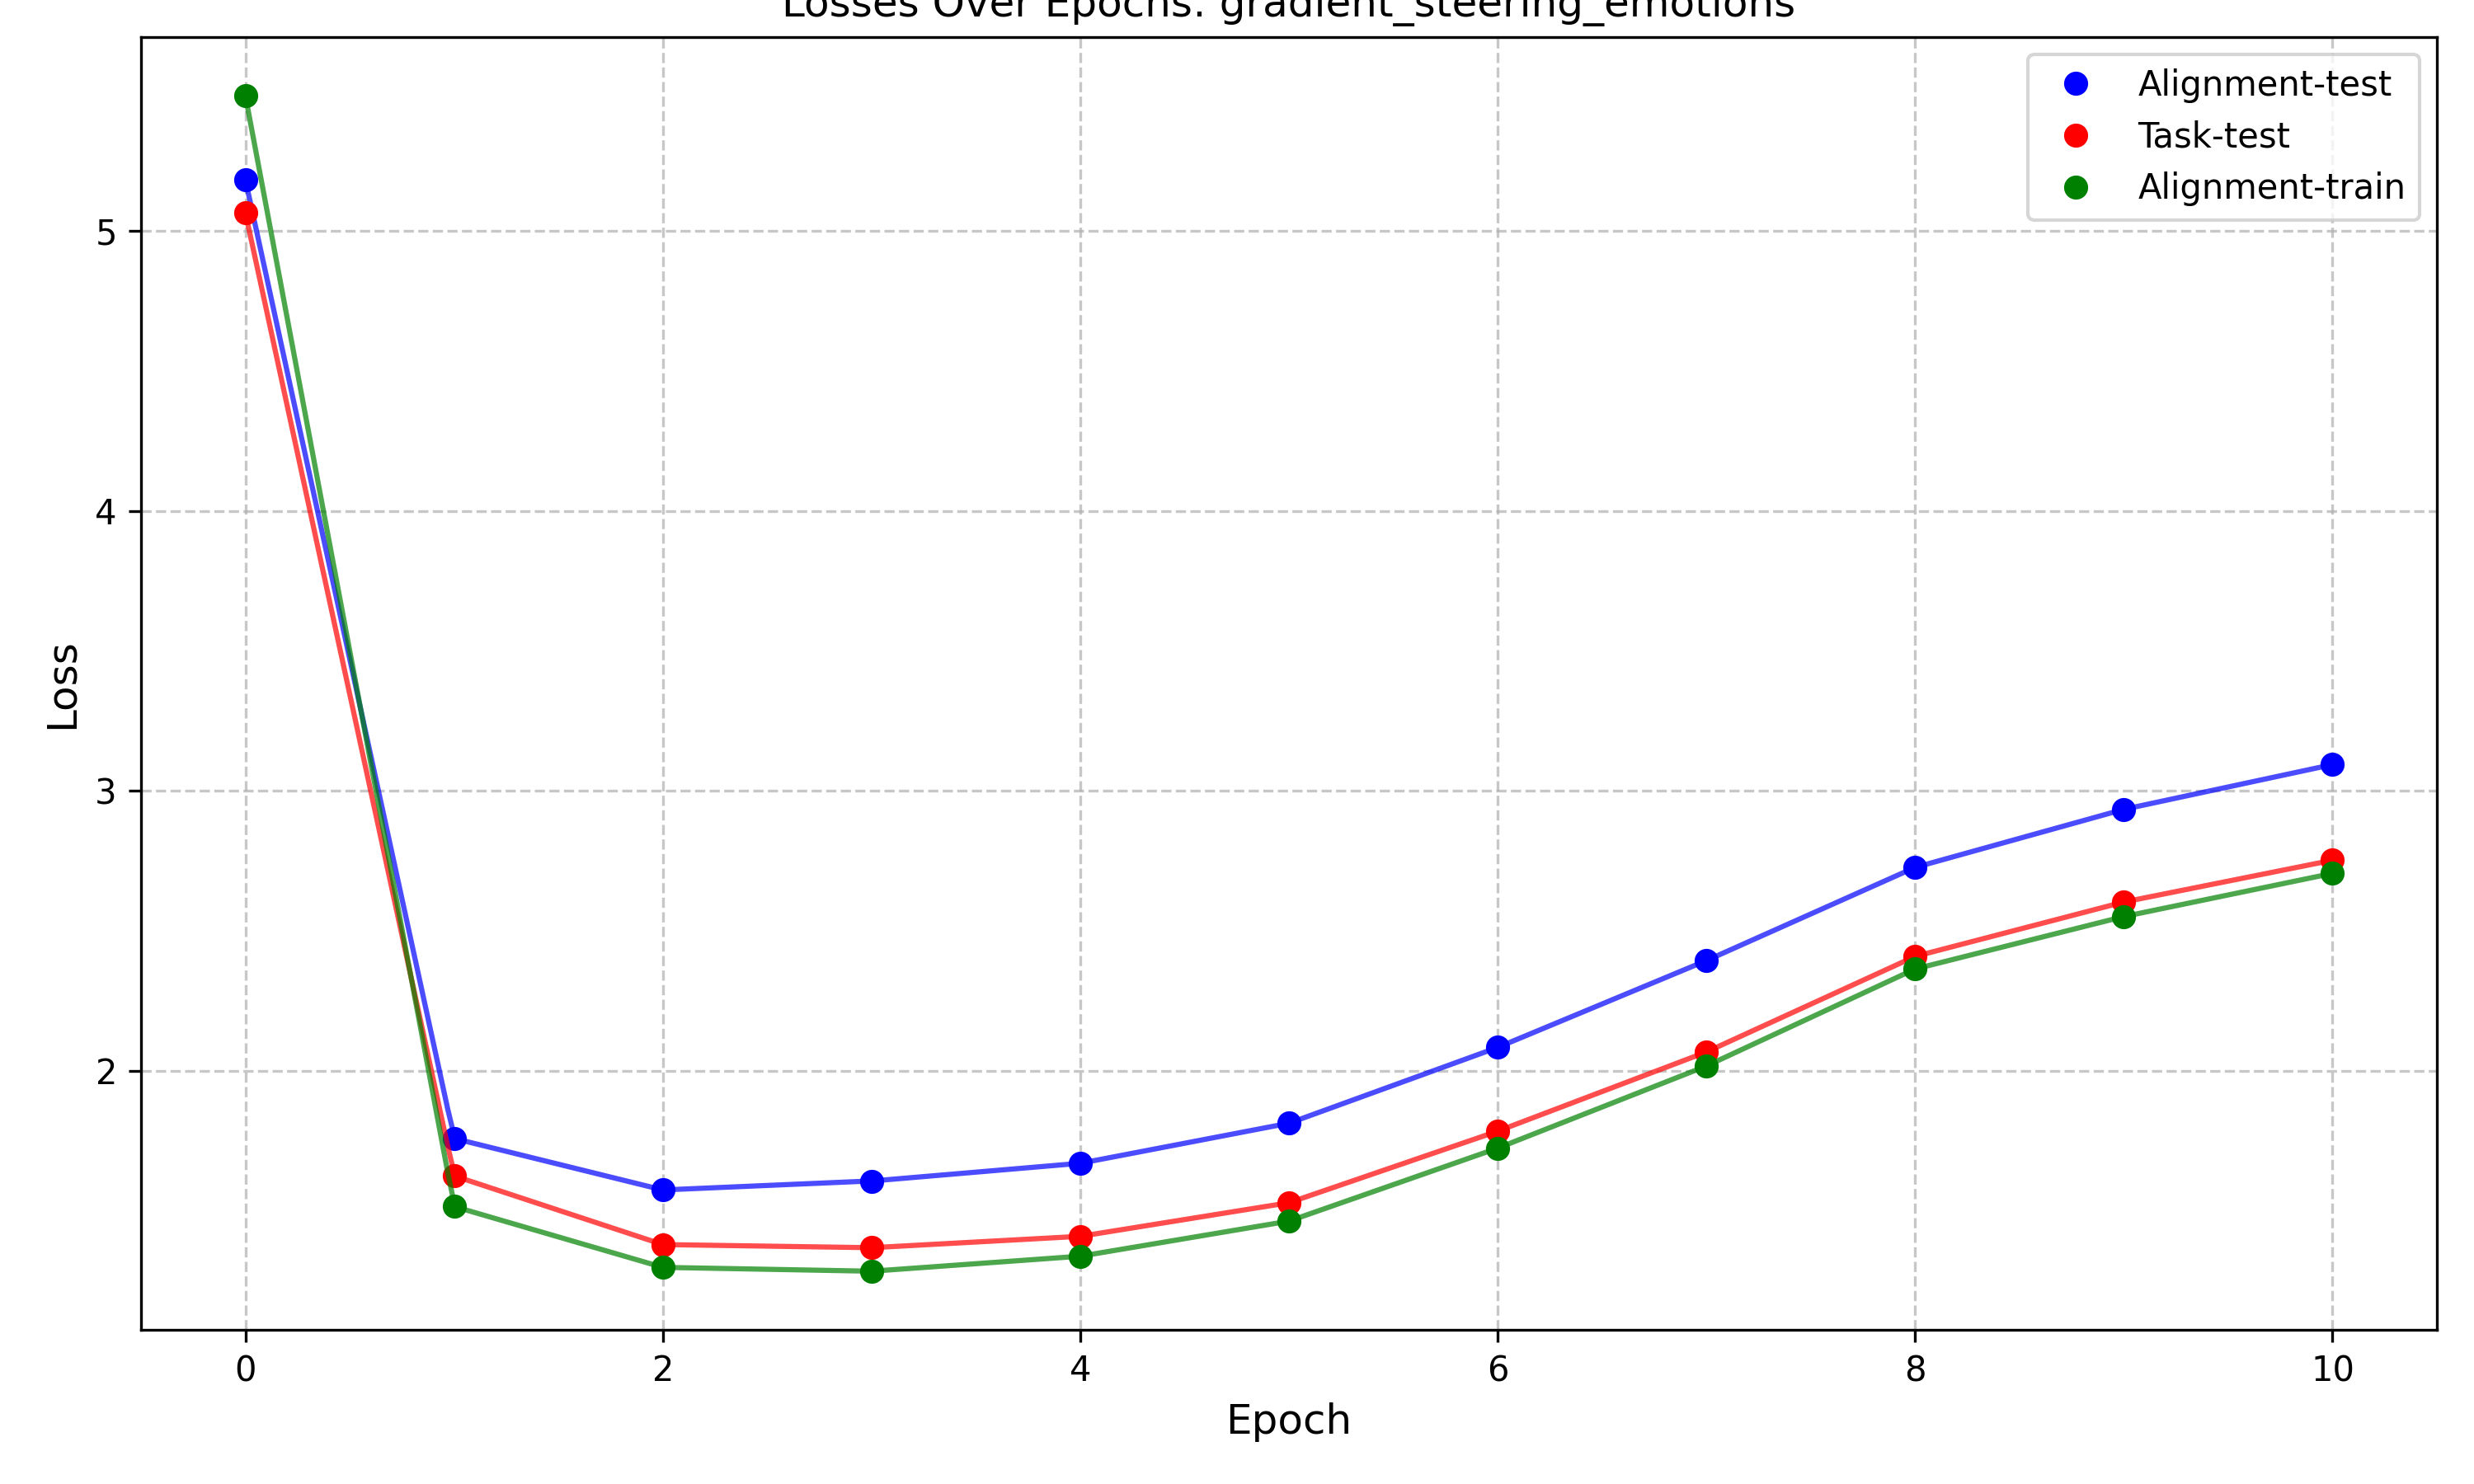 Losses Over Epochs: gradient_steering_emotions
Alignment-test
Task-test
Alignment-train
5
4
3
2
Loss
0 2 4 6 8 10
Epoch